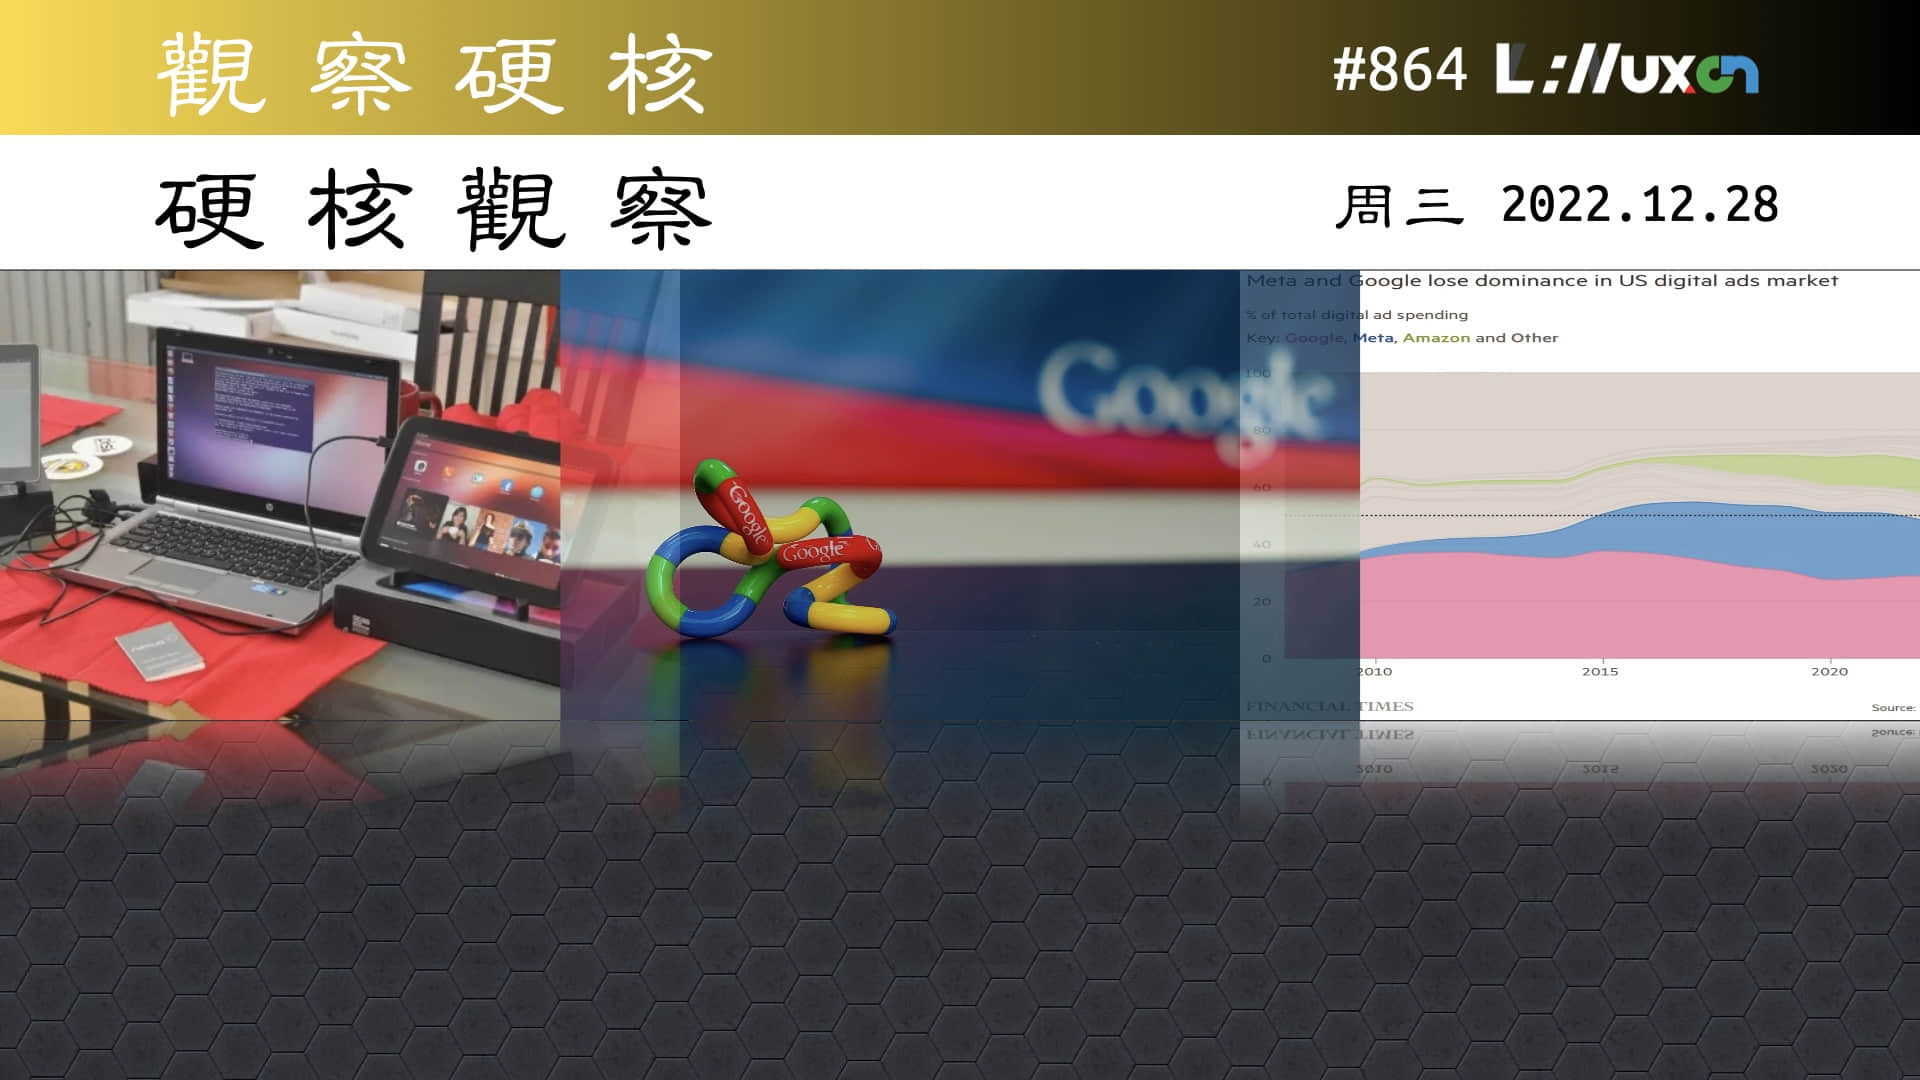 觀察硬核
#864 L://uxcn
硬核觀察
周三 2022.12.28
Google
Google
Google
Meta and Google lose dominance in US digital ads market
% of total digital ad spending
Key: Google, Meta, Amazon and Other
100
80
60
40
20
0
2010 2015 2020
FINANCIAL TIMES
Source: